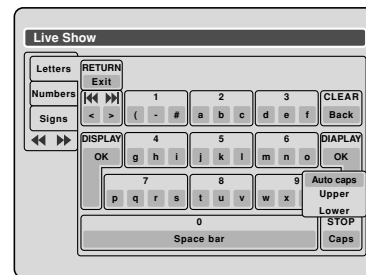 Live Show
Letters
Numbers
Signs
RETURN
Exit
< >
1
( - #
2
a b c
3
d e f
CLEAR
Back
DISPLAY
OK
4
g h i
5
j k l
6
m n o
DIAPLAY
OK
7
p q r s
8
t u v
9
w x
Auto caps
Upper
Lower
0
Space bar
STOP
Caps